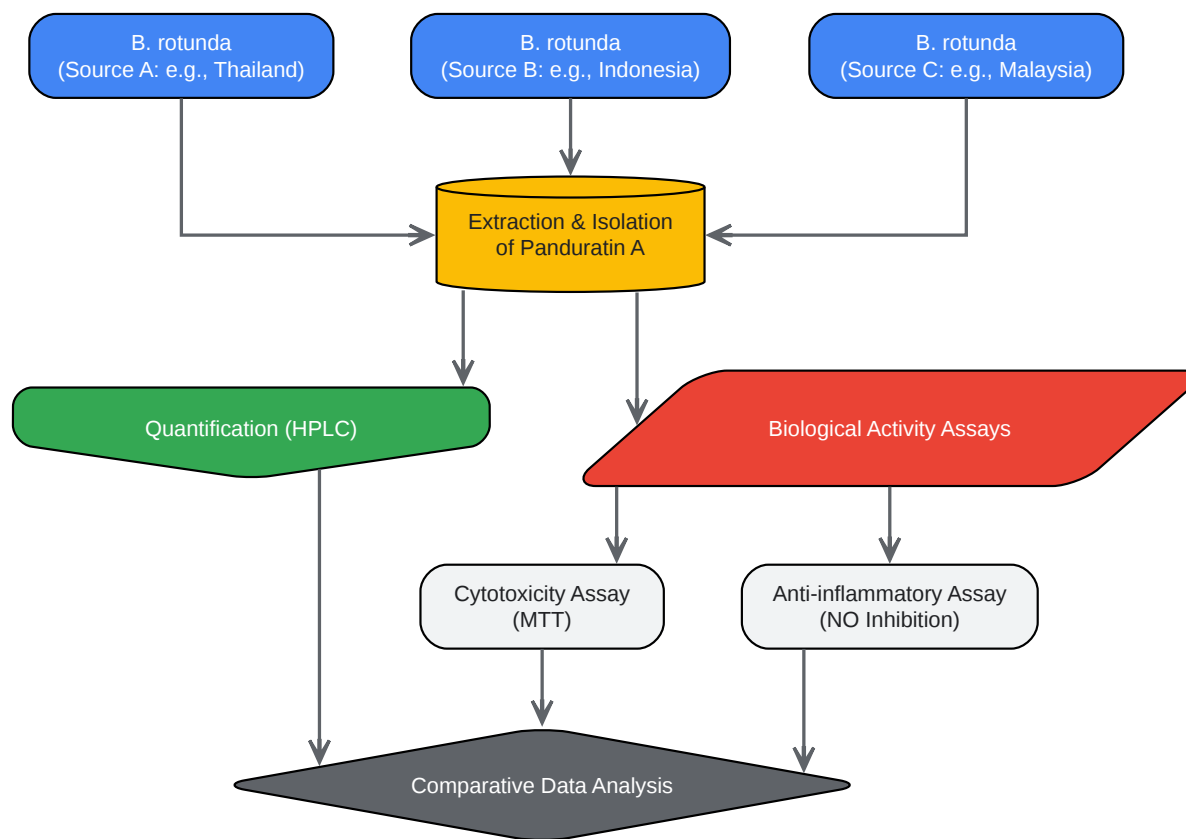 B. rotunda
(Source A: e.g., Thailand)
B. rotunda
(Source B: e.g., Indonesia)
B. rotunda
(Source C: e.g., Malaysia)
Extraction & Isolation
of Panduratin A
Quantification (HPLC)
Biological Activity Assays
Cytotoxicity Assay
(MTT)
Anti-inflammatory Assay
(NO Inhibition)
Comparative Data Analysis